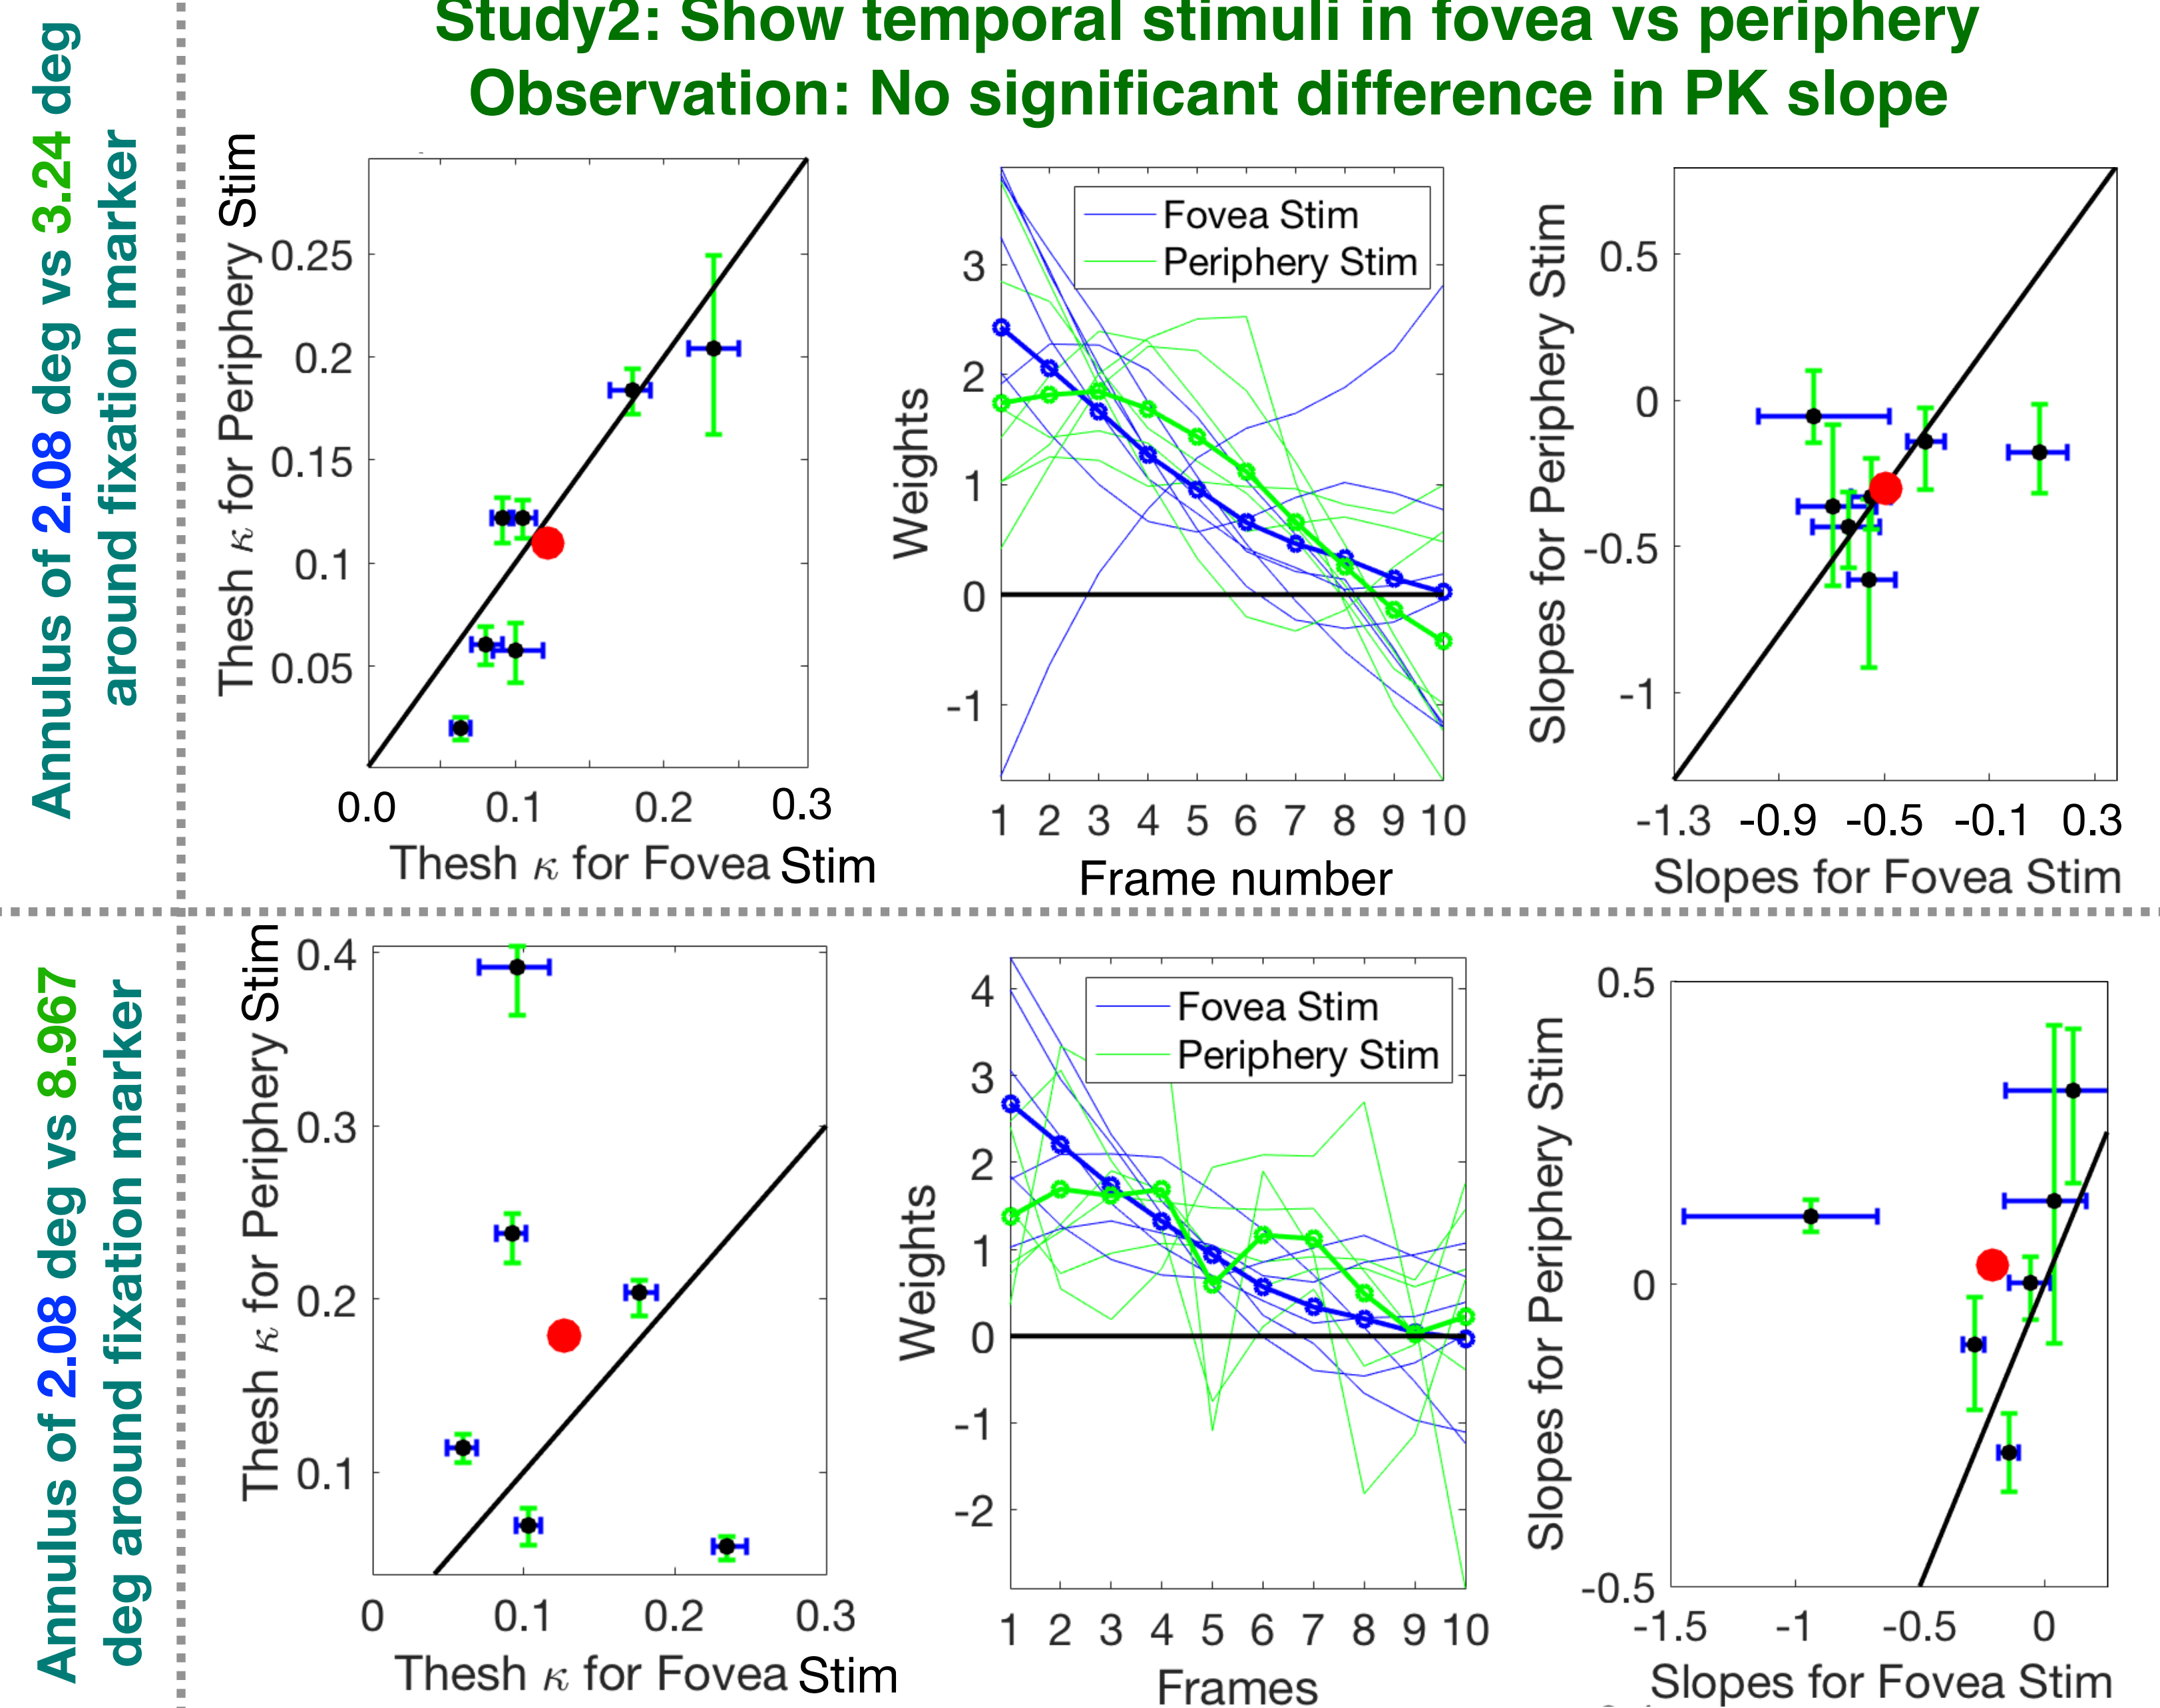 Study2: Show temporal stimuli in fovea vs periphery
Observation: No significant difference in PK slope
Annulus of 2.08 deg vs 3.24 deg
around fixation marker
Thesh κ for Periphery Stim
0.25
0.2
0.15
0.1
0.05
0.0 0.1 0.2 0.3
Thesh κ for Fovea Stim
Weights
3
2
1
0
-1
Fovea Stim
Periphery Stim
1 2 3 4 5 6 7 8 9 10
Frame number
Slopes for Periphery Stim
0.5
0
-0.5
-1
-1.3 -0.9 -0.5 -0.1 0.3
Slopes for Fovea Stim
Annulus of 2.08 deg vs 8.967
deg around fixation marker
Thesh κ for Periphery Stim
0.4
0.3
0.2
0.1
0 0.1 0.2 0.3
Thesh κ for Fovea Stim
Weights
4
3
2
1
0
-1
-2
Fovea Stim
Periphery Stim
1 2 3 4 5 6 7 8 9 10
Frames
Slopes for Periphery Stim
0.5
0
-0.5
-1.5 -1 -0.5 0
Slopes for Fovea Stim